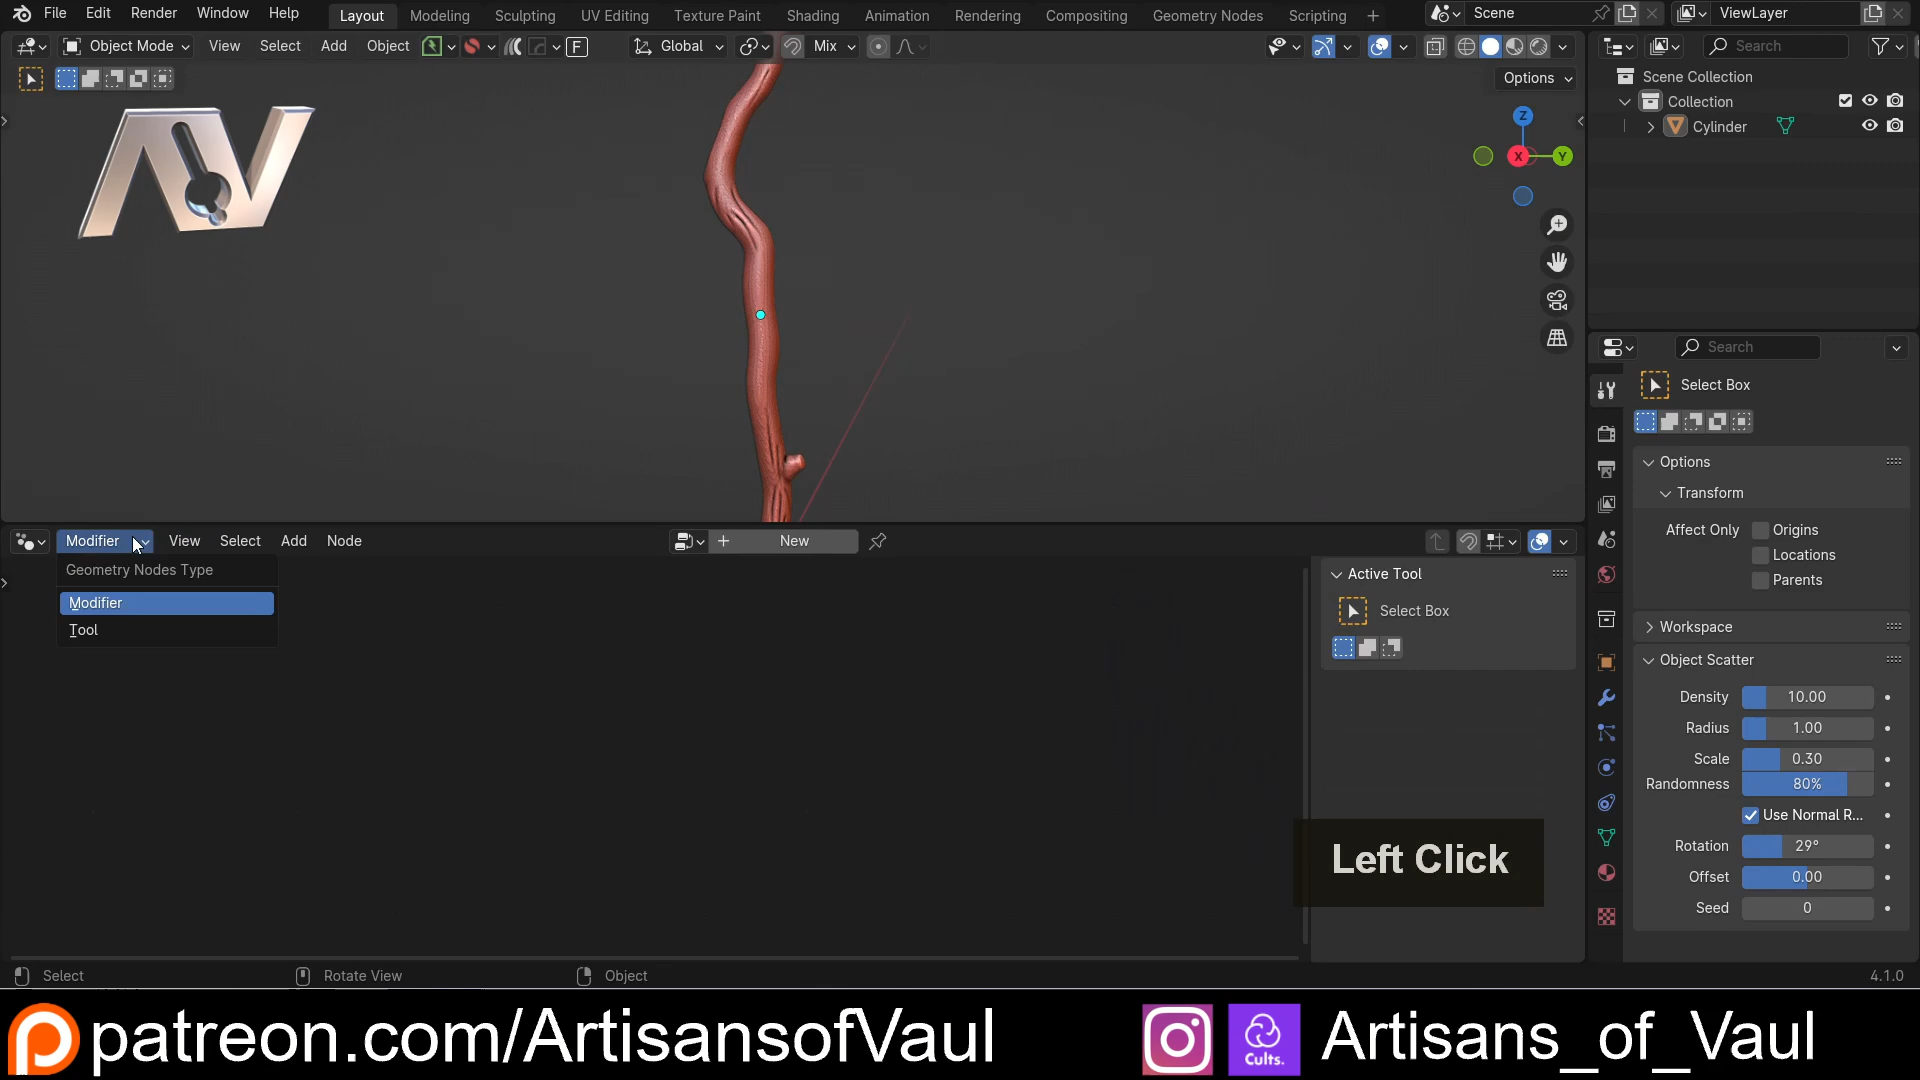 File Edit Render Window Help Layout Modeling Sculpting UV Editing Texture Paint Shading Animation Rendering Compositing Geometry Nodes Scripting + Scene ViewLayer
Object Mode View Select Add Object F Global Mix Search
Options
Scene Collection
Collection
Cylinder
Z
X
Y
Search
Select Box
Options
Transform
Affect Only Origins
Locations
Parents
Workspace
Object Scatter
Density 10.00
Radius 1.00
Scale 0.30
Randomness 80%
Use Normal R...
Rotation 29°
Offset 0.00
Seed 0
Modifier View Select Add Node + New
Geometry Nodes Type
Modifier
Tool
Active Tool
Select Box
Left Click
Select Rotate View Object 4.1.0
patreon.com/ArtisansofVaul Cults. Artisans_of_Vaul